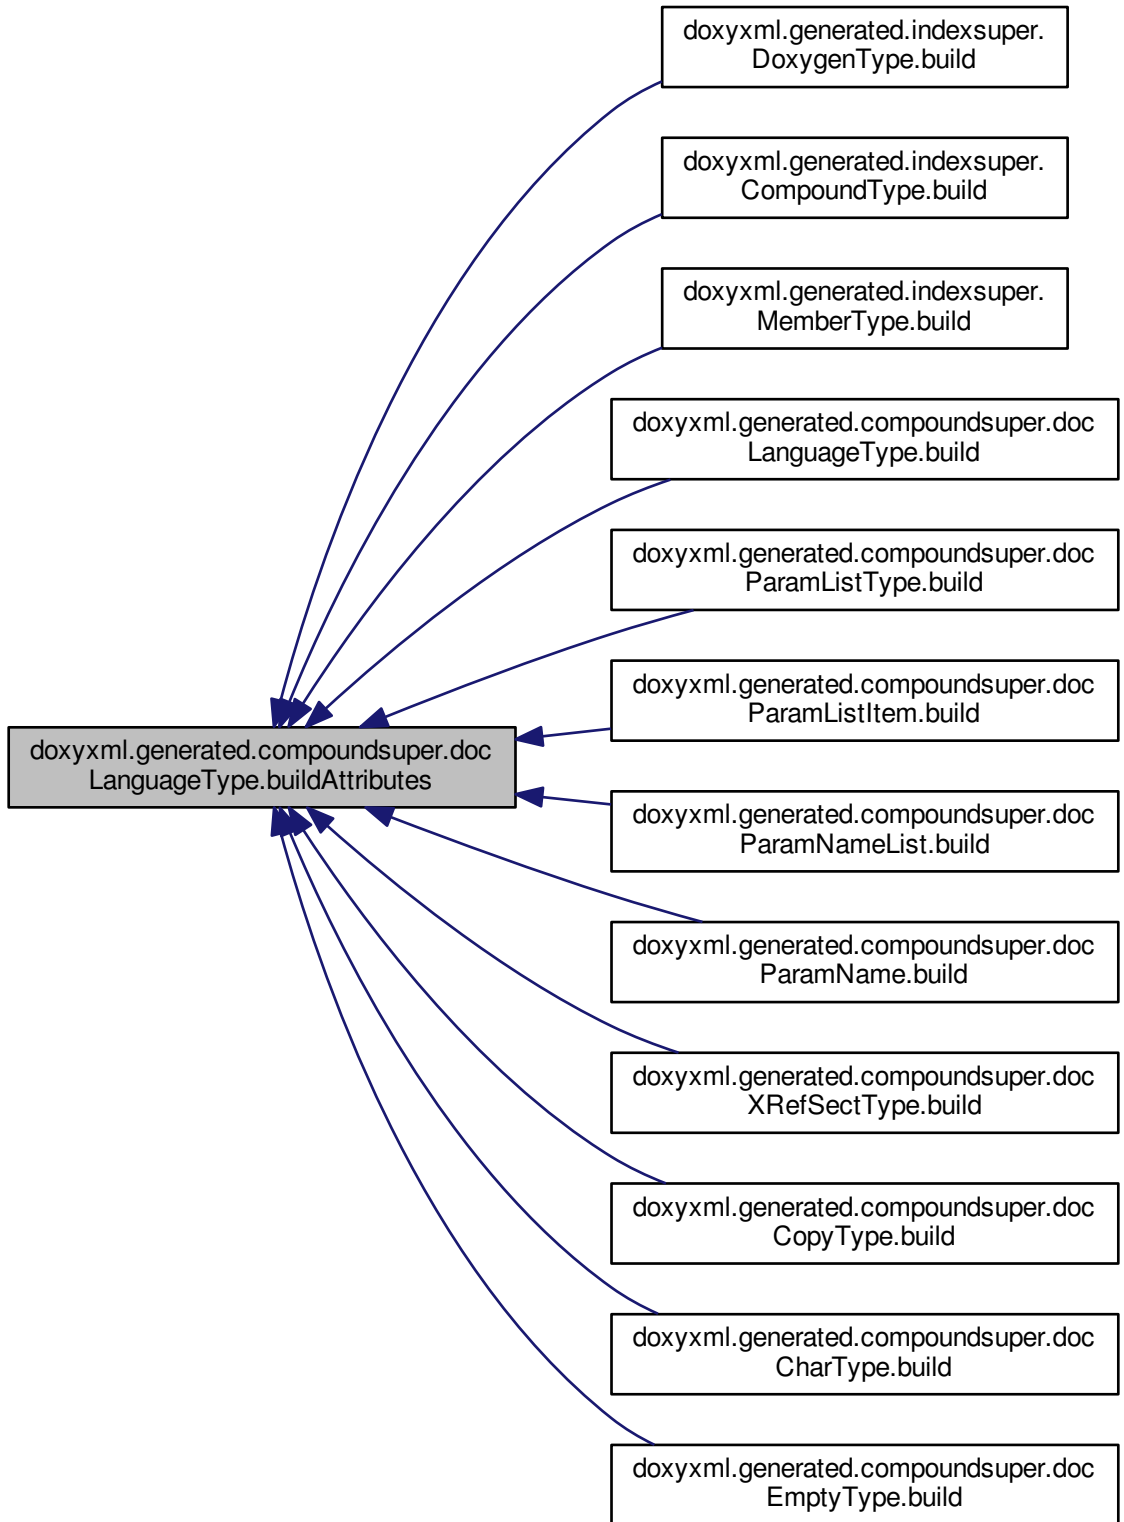 doxyxml.generated.indexsuper.
DoxygenType.build
doxyxml.generated.indexsuper.
CompoundType.build
doxyxml.generated.indexsuper.
MemberType.build
doxyxml.generated.compoundsuper.doc
LanguageType.build
doxyxml.generated.compoundsuper.doc
ParamListType.build
doxyxml.generated.compoundsuper.doc
ParamListItem.build
doxyxml.generated.compoundsuper.doc
LanguageType.buildAttributes
doxyxml.generated.compoundsuper.doc
ParamNameList.build
doxyxml.generated.compoundsuper.doc
ParamName.build
doxyxml.generated.compoundsuper.doc
XRefSectType.build
doxyxml.generated.compoundsuper.doc
CopyType.build
doxyxml.generated.compoundsuper.doc
CharType.build
doxyxml.generated.compoundsuper.doc
EmptyType.build